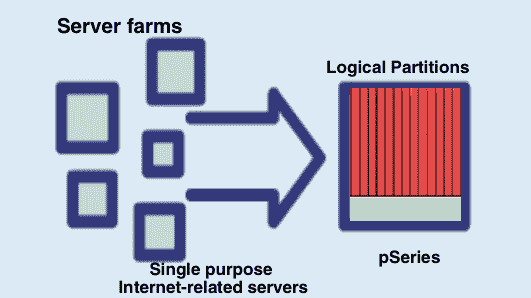 Server farms
Logical Partitions
pSeries
Single purpose
Internet-related servers